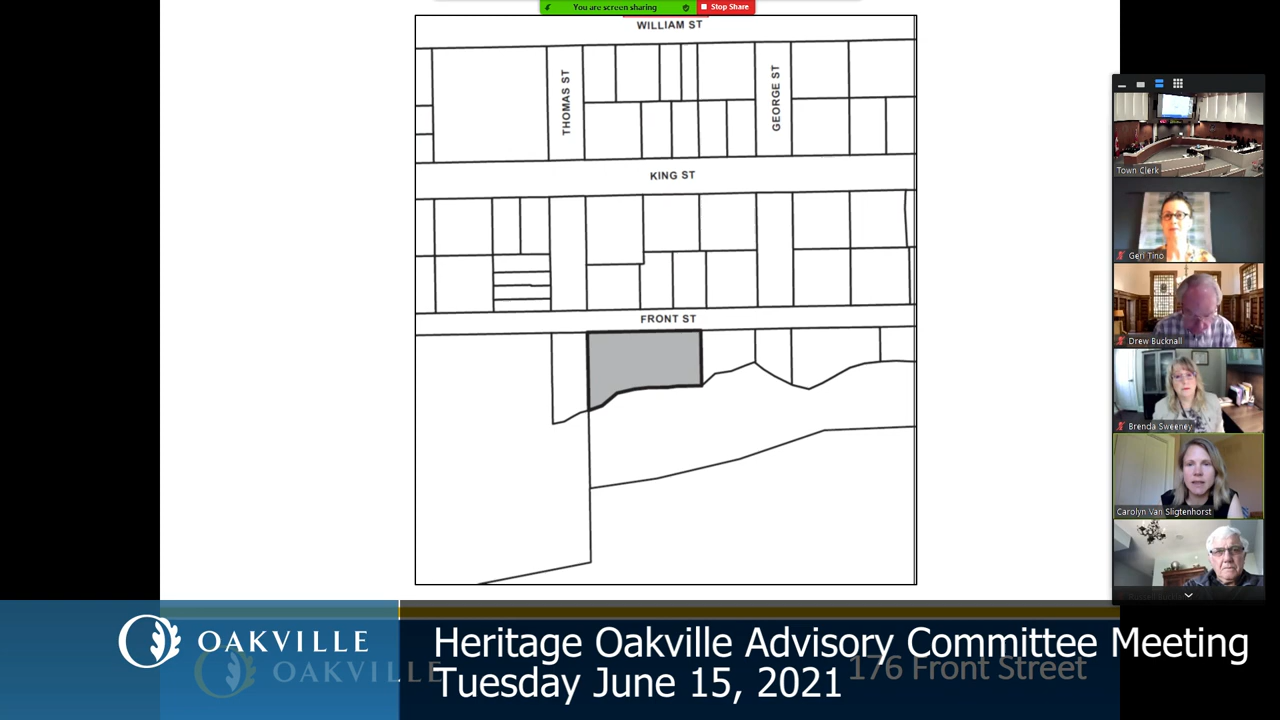 You are screen sharing
Stop Share
WILLIAM ST
THOMAS ST
GEORGE ST
KING ST
FRONT ST
Town Clerk
Geri Tino
Drew Bucknall
Brenda Sweeney
Carolyn Van Sligtenhorst
OAKVILLE
OAKVILLE
Heritage Oakville Advisory Committee Meeting
176 Front Street
Tuesday June 15, 2021